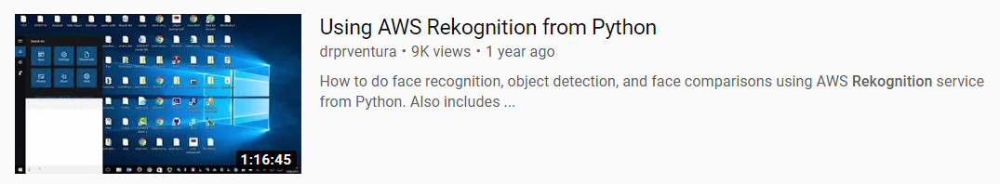 Using AWS Rekognition from Python
drprventura • 9K views • 1 year ago
How to do face recognition, object detection, and face comparisons using AWS Rekognition service
from Python. Also includes ...
1:16:45